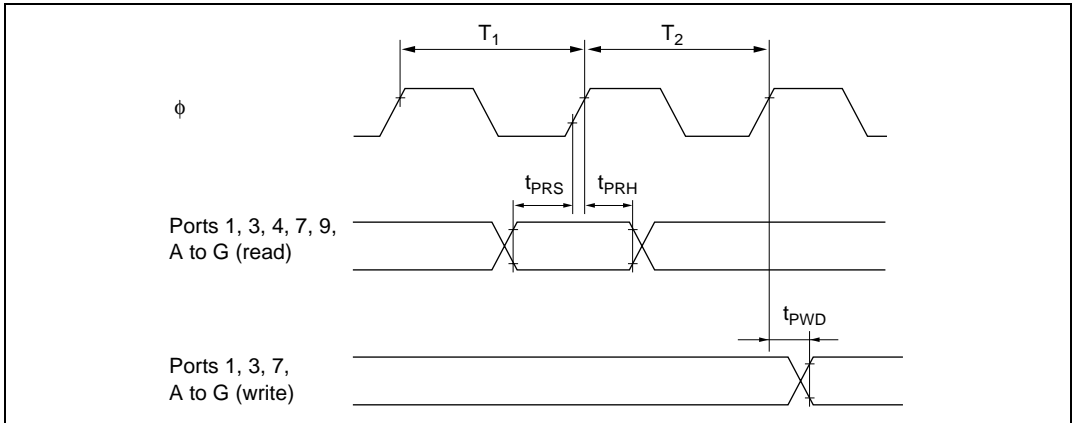 T1 T2
ϕ
tPRS tPRH
Ports 1, 3, 4, 7, 9,
A to G (read)
tPWD
Ports 1, 3, 7,
A to G (write)